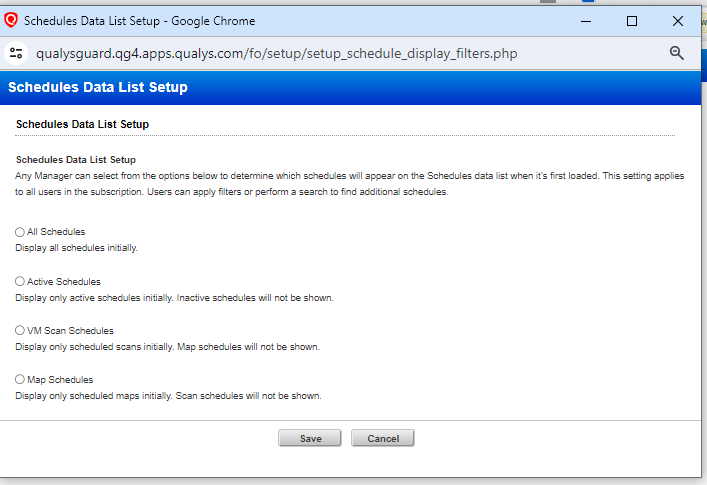 Schedules Data List Setup - Google Chrome
qualysguard.qg4.apps.qualys.com/fo/setup/setup_schedule_display_filters.php
Schedules Data List Setup
Schedules Data List Setup
Schedules Data List Setup
Any Manager can select from the options below to determine which schedules will appear on the Schedules data list when it's first loaded. This setting applies
to all users in the subscription. Users can apply filters or perform a search to find additional schedules.
All Schedules
Display all schedules initially.
Active Schedules
Display only active schedules initially. Inactive schedules will not be shown.
VM Scan Schedules
Display only scheduled scans initially. Map schedules will not be shown.
Map Schedules
Display only scheduled maps initially. Scan schedules will not be shown.
Save Cancel